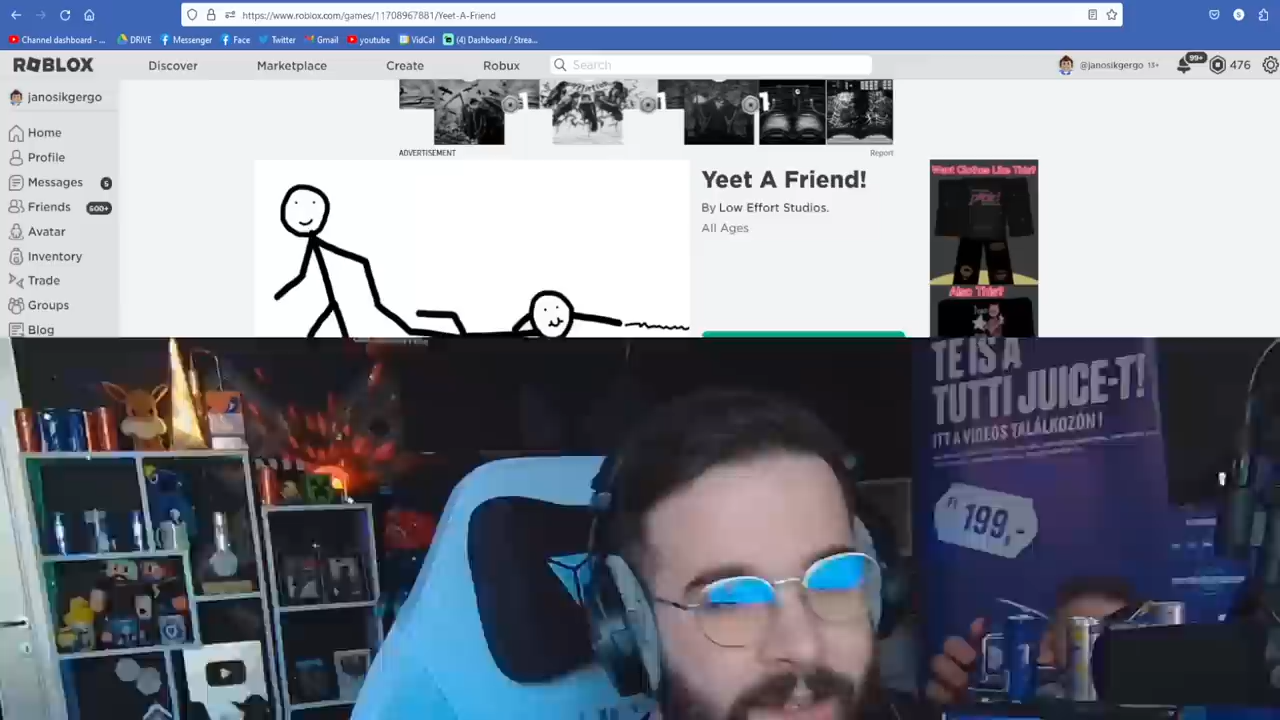 https://www.roblox.com/games/11708967881/Yeet-A-Friend
Channel dashboard - ...
DRIVE
Messenger
Face
Twitter
Gmail
youtube
VidCal
(4) Dashboard / Strea...
ROBLOX
Discover
Marketplace
Create
Robux
Search
@janosikgergo 13+
99+
476
janosikgergo
Home
Profile
Messages
5
Friends
500+
Avatar
Inventory
Trade
Groups
Blog
ADVERTISEMENT
Report
Yeet A Friend!
By Low Effort Studios.
All Ages
Want Clothes Like This?
Also This?
TE IS A
TUTTI JUICE-T!
ITT A VIDEOS TALÁLKOZÓN!
Ft 199,-